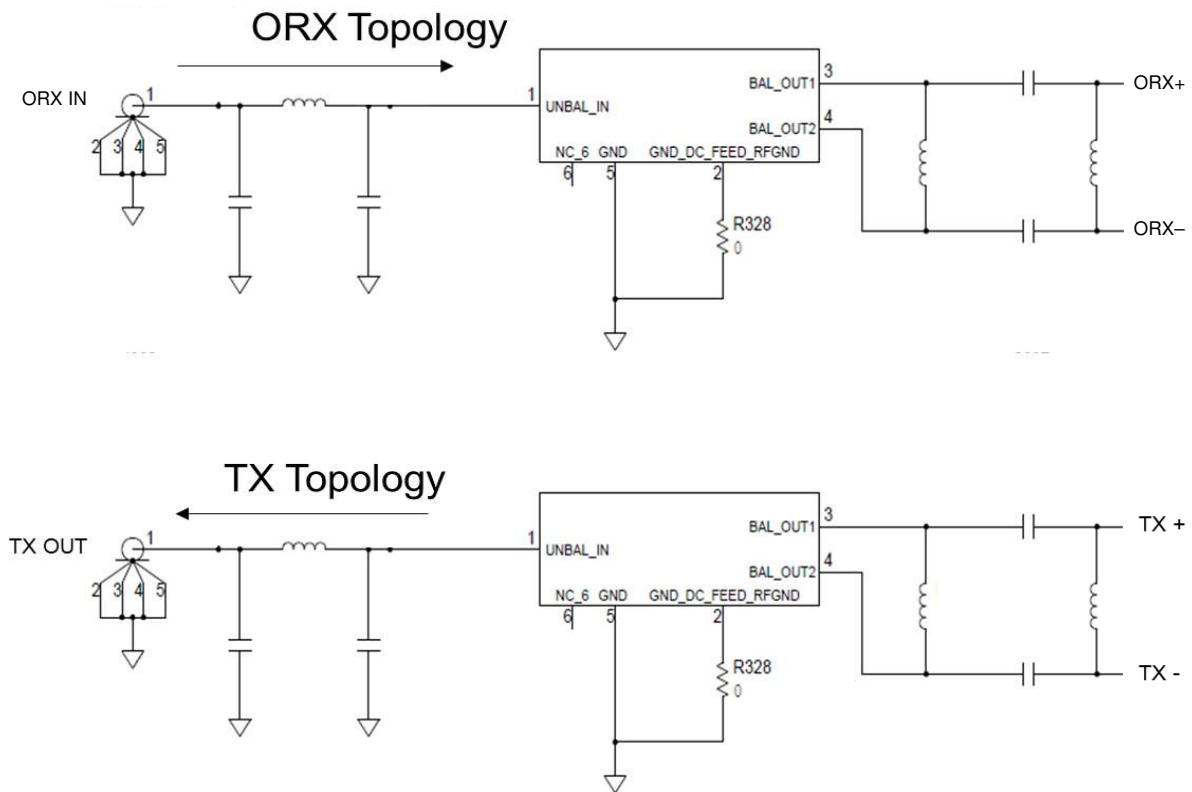 ORX Topology
ORX IN
1
2 3 4 5
1
UNBAL_IN
BAL_OUT1
3
BAL_OUT2
4
NC_6 GND GND_DC_FEED_RFGND
6 5 2
R328
0
ORX+
ORX–
TX Topology
TX OUT
1
2 3 4 5
1
UNBAL_IN
BAL_OUT1
3
BAL_OUT2
4
NC_6 GND GND_DC_FEED_RFGND
6 5 2
R328
0
TX +
TX -